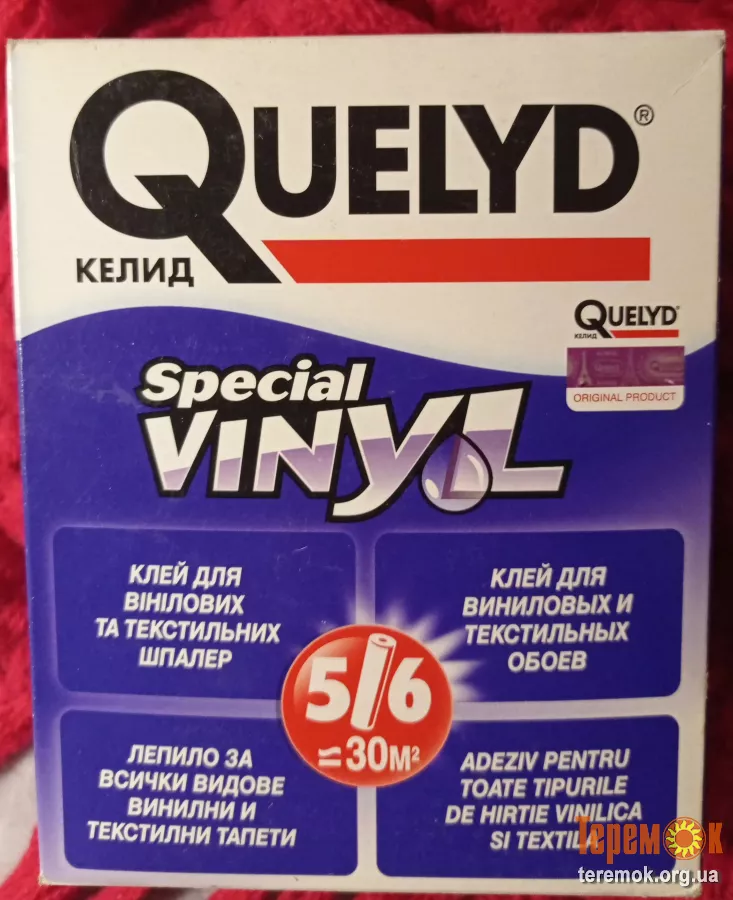 QUELYD®
КЕЛИД
QUELYD®
КЕЛИД
ORIGINAL PRODUCT
Special
VINYL
КЛЕЙ ДЛЯ
ВІНІЛОВИХ
ТА ТЕКСТИЛЬНИХ
ШПАЛЕР
КЛЕЙ ДЛЯ
ВИНИЛОВЫХ И
ТЕКСТИЛЬНЫХ
ОБОЕВ
5/6
=30М²
ЛЕПИЛО ЗА
ВСИЧКИ ВИДОВЕ
ВИНИЛНИ И
ТЕКСТИЛНИ ТАПЕТИ
ADEZIV PENTRU
TOATE TIPURILE
DE HIRTIE VINILICA
SI TEXTILA
Теремок
teremok.org.ua